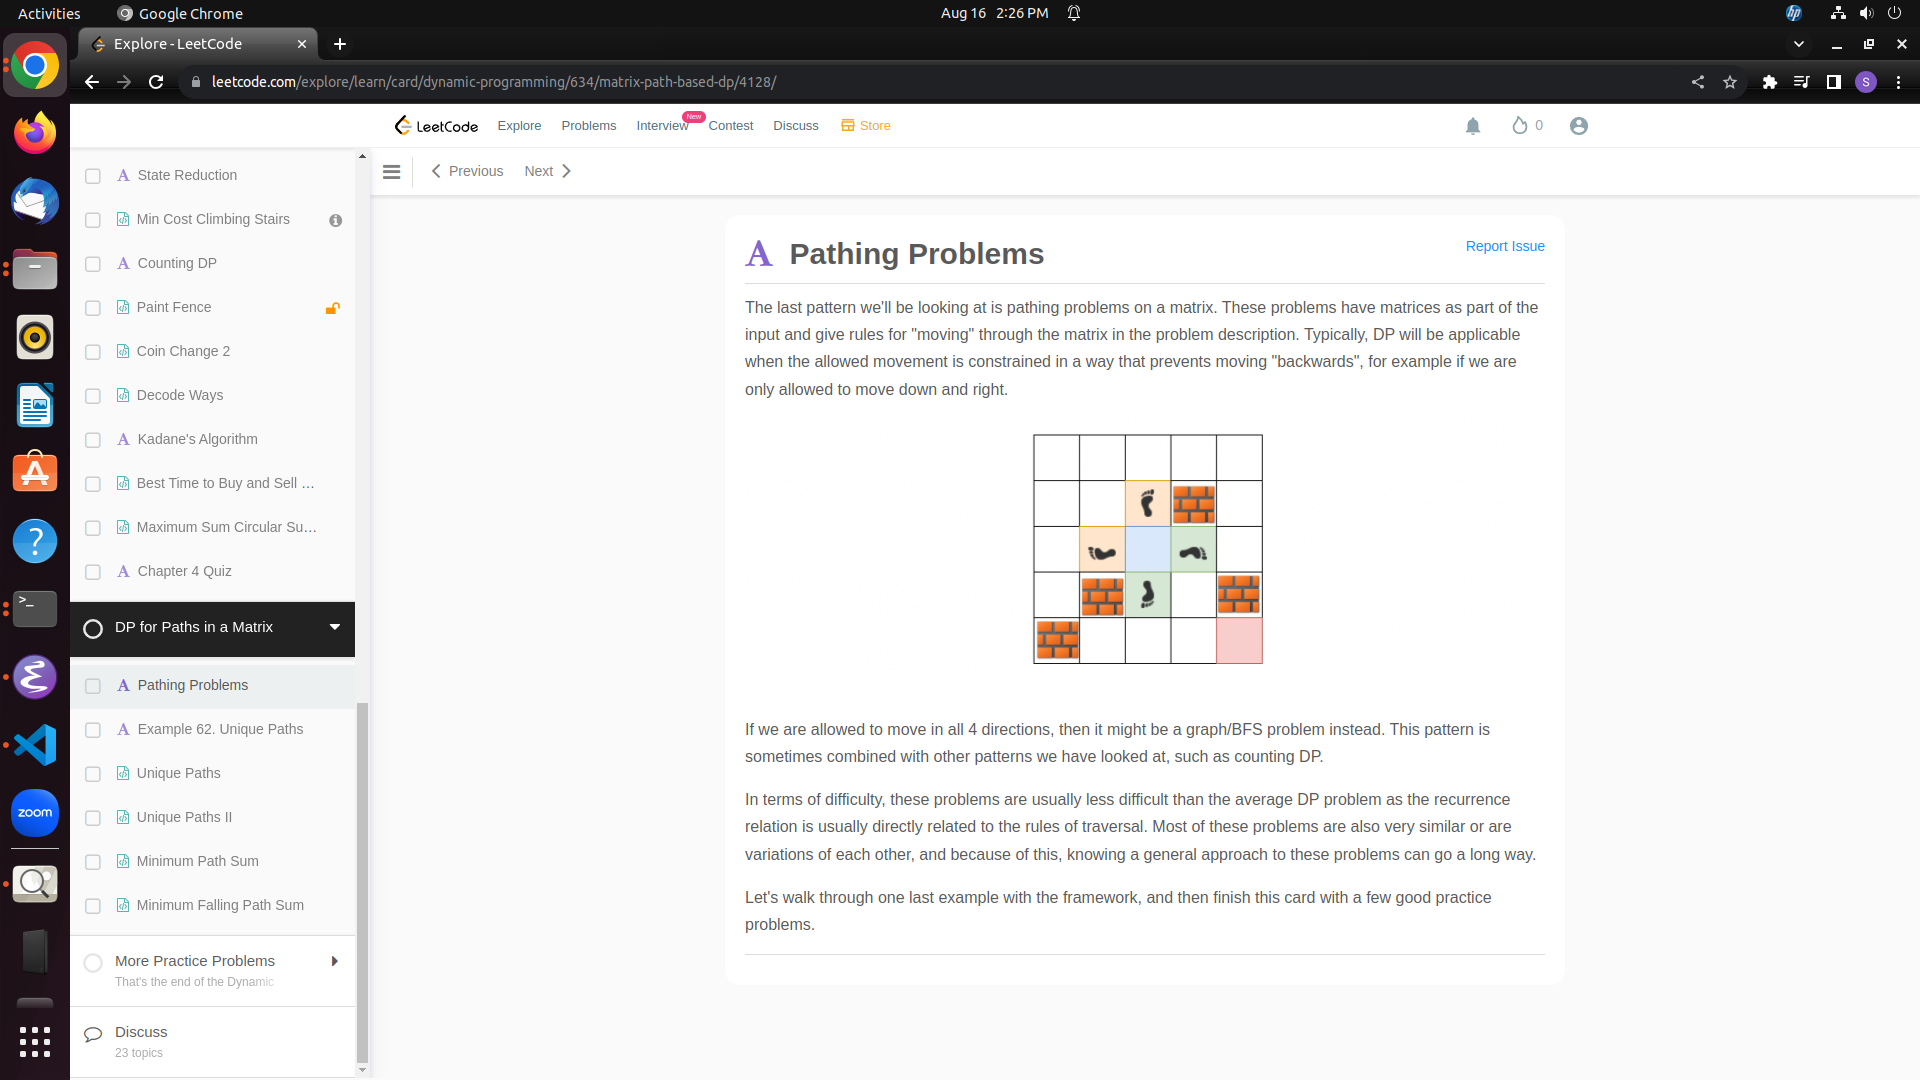 Activities
Google Chrome
Aug 16 2:26 PM
Explore - LeetCode
leetcode.com/explore/learn/card/dynamic-programming/634/matrix-path-based-dp/4128/
S
LeetCode
Explore
Problems
Interview
New
Contest
Discuss
Store
0
Previous
Next
A State Reduction
Min Cost Climbing Stairs
A Counting DP
Paint Fence
Coin Change 2
Decode Ways
A Kadane's Algorithm
Best Time to Buy and Sell ...
Maximum Sum Circular Su...
A Chapter 4 Quiz
DP for Paths in a Matrix
A Pathing Problems
A Example 62. Unique Paths
Unique Paths
Unique Paths II
Minimum Path Sum
Minimum Falling Path Sum
More Practice Problems
That's the end of the Dynamic
Discuss
23 topics
A Pathing Problems
Report Issue
The last pattern we'll be looking at is pathing problems on a matrix. These problems have matrices as part of the
input and give rules for "moving" through the matrix in the problem description. Typically, DP will be applicable
when the allowed movement is constrained in a way that prevents moving "backwards", for example if we are
only allowed to move down and right.
If we are allowed to move in all 4 directions, then it might be a graph/BFS problem instead. This pattern is
sometimes combined with other patterns we have looked at, such as counting DP.
In terms of difficulty, these problems are usually less difficult than the average DP problem as the recurrence
relation is usually directly related to the rules of traversal. Most of these problems are also very similar or are
variations of each other, and because of this, knowing a general approach to these problems can go a long way.
Let's walk through one last example with the framework, and then finish this card with a few good practice
problems.
zoom
hp